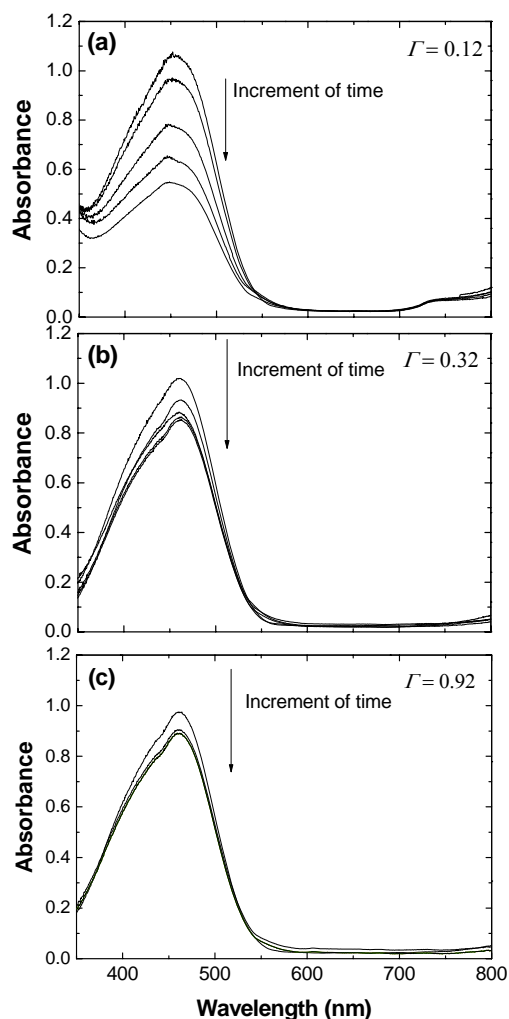 (a)
Γ = 0.12
Increment of time
Absorbance
1.2
1.0
0.8
0.6
0.4
0.2
0.0
(b)
Γ = 0.32
Increment of time
Absorbance
1.2
1.0
0.8
0.6
0.4
0.2
0.0
(c)
Γ = 0.92
Increment of time
Absorbance
1.2
1.0
0.8
0.6
0.4
0.2
0.0
400 500 600 700 800
Wavelength (nm)